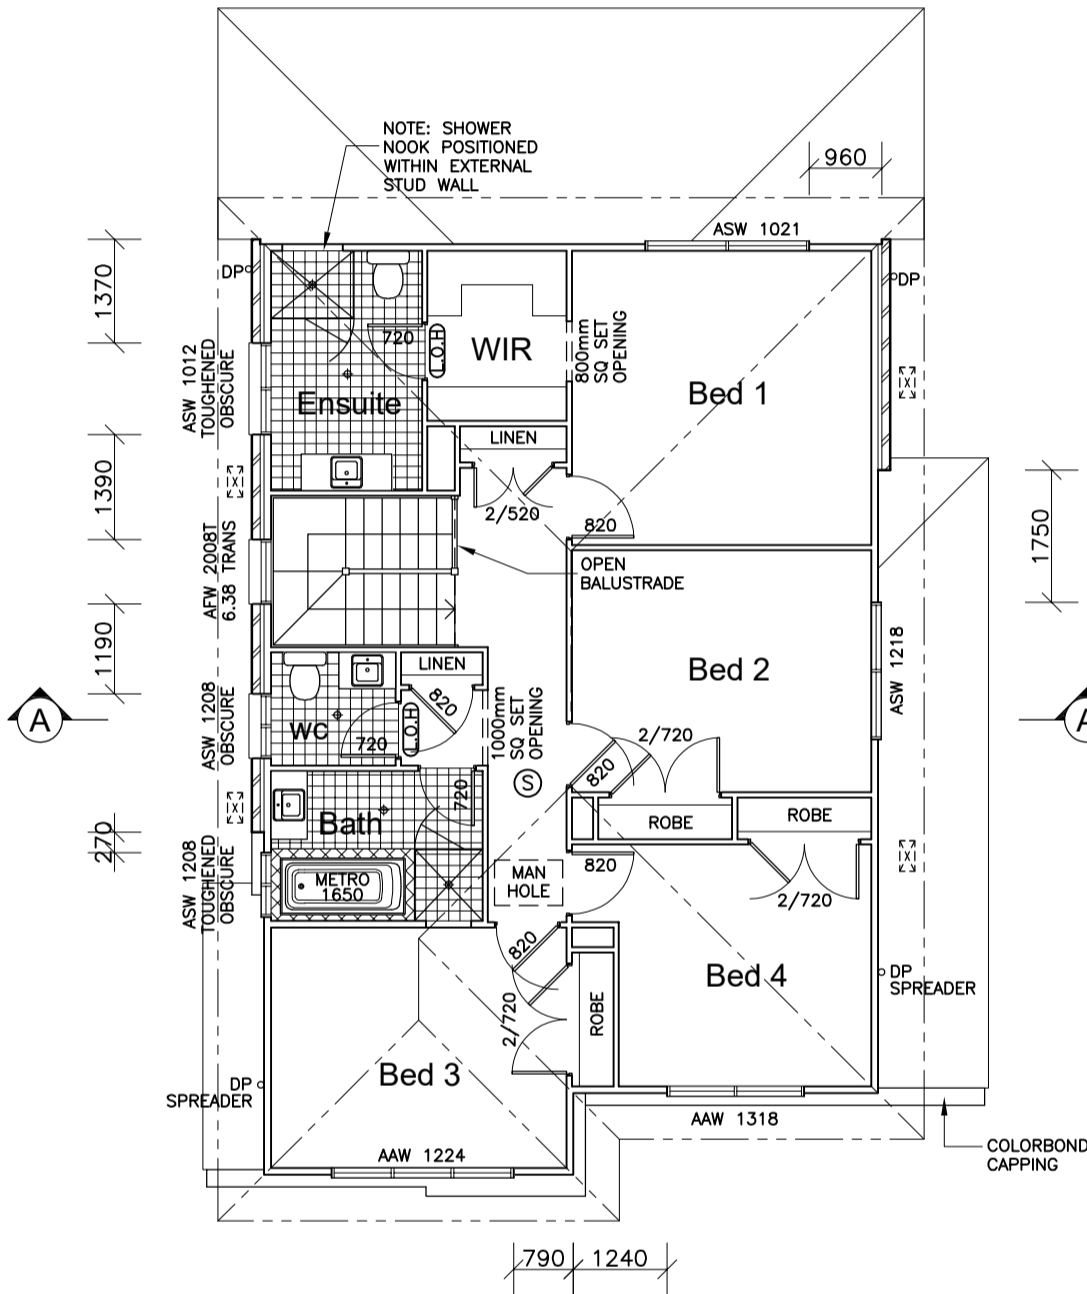 NOTE: SHOWER
NOOK POSITIONED
WITHIN EXTERNAL
STUD WALL
960
ASW 1021
DP
DP
1370
720
L.O.H
WIR
800mm
SQ SET
OPENING
Bed 1
ASW 1012
TOUGHENED
OBSCURE
Ensuite
LINEN
1390
2/520
820
AFW 2008T
6.38 TRANS
OPEN
BALUSTRADE
1750
1190
LINEN
820
Bed 2
ASW 1218
A
WC
720
L.O.H
1000mm
SQ SET
OPENING
ASW 1208
OBSCURE
2/720
820
A
S
720
Bath
ROBE
ROBE
270
ASW 1208
TOUGHENED
OBSCURE
METRO
1650
MAN
HOLE
820
2/720
820
Bed 4
DP
SPREADER
2/720
ROBE
Bed 3
DP
SPREADER
AAW 1318
AAW 1224
COLORBOND
CAPPING
790
1240